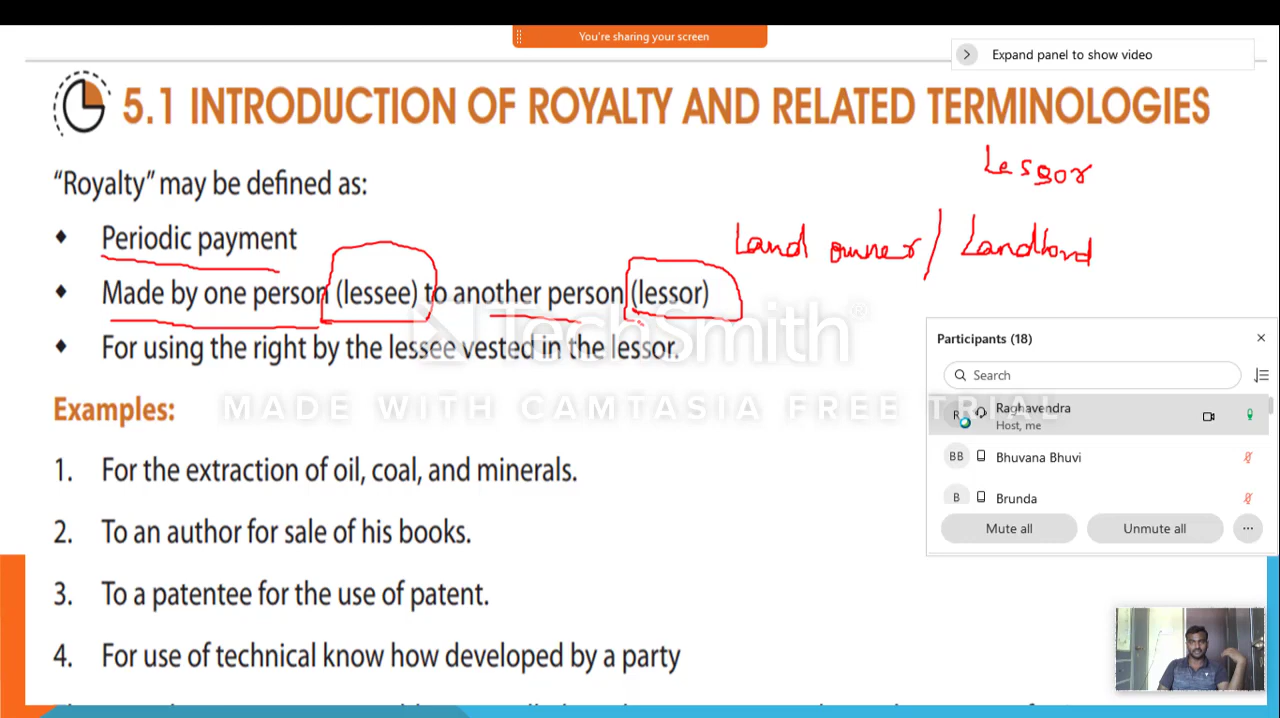 You're sharing your screen
Expand panel to show video
5.1 INTRODUCTION OF ROYALTY AND RELATED TERMINOLOGIES
Lessor
"Royalty" may be defined as:
♦ Periodic payment
Land owner / Landlord
♦ Made by one person (lessee) to another person (lessor)
♦ For using the right by the lessee vested in the lessor.
TechSmith®
MADE WITH CAMTASIA FREE TRIAL
Examples:
1. For the extraction of oil, coal, and minerals.
2. To an author for sale of his books.
3. To a patentee for the use of patent.
4. For use of technical know how developed by a party
Participants (18)
Search
R Raghavendra
Host, me
BB Bhuvana Bhuvi
B Brunda
Mute all Unmute all ...